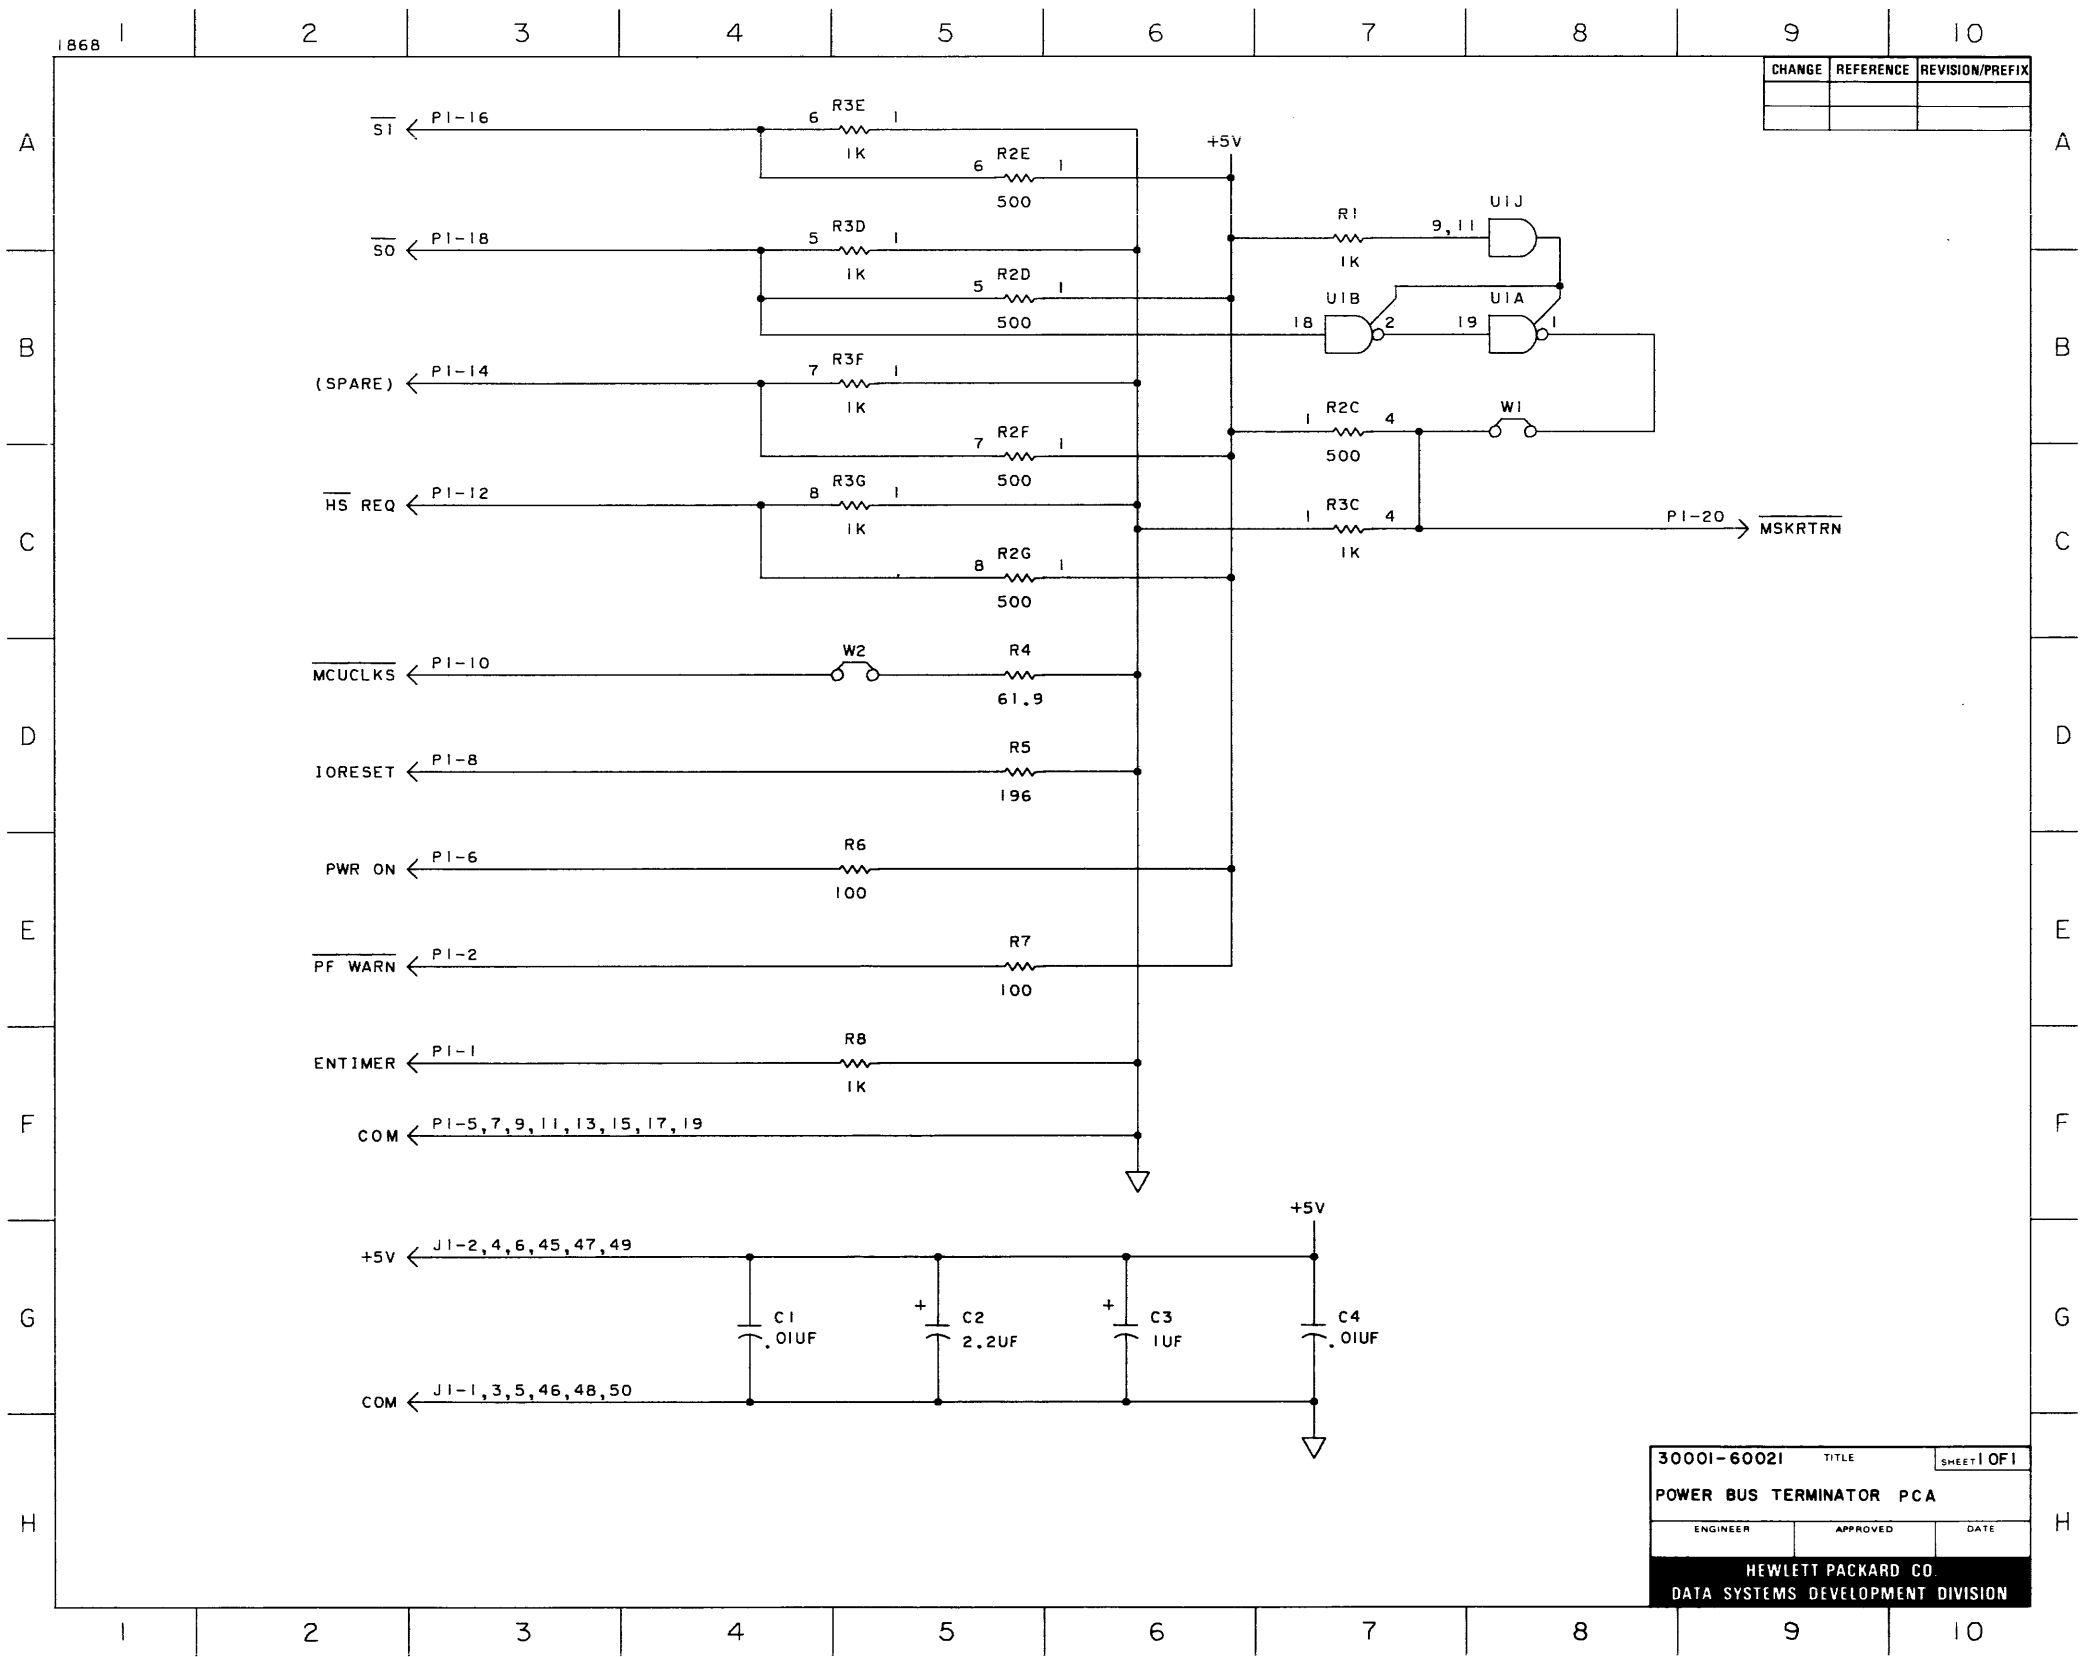 1868
1 2 3 4 5 6 7 8 9 10
CHANGE REFERENCE REVISION/PREFIX
A A
S1 P1-16 6 R3E 1
1K
6 R2E 1 +5V
500
S0 P1-18 5 R3D 1
1K
R1 9,11 U1J
1K
5 R2D 1
500
U1B U1A
18 2 19 1
B B
(SPARE) P1-14 7 R3F 1
1K
1 R2C 4 W1
500
7 R2F 1
500
HS REQ P1-12 8 R3G 1
1K
1 R3C 4 P1-20 MSKRTRN
1K
C C
8 R2G 1
500
MCUCLKS P1-10 W2 R4
61.9
D D
IORESET P1-8 R5
196
PWR ON P1-6 R6
100
E E
PF WARN P1-2 R7
100
ENTIMER P1-1 R8
1K
F F
COM P1-5,7,9,11,13,15,17,19
+5V
+5V J1-2,4,6,45,47,49
G G
C1
.01UF
+ C2
2.2UF
+ C3
1UF
C4
.01UF
COM J1-1,3,5,46,48,50
30001-60021 TITLE SHEET 1 OF 1
POWER BUS TERMINATOR PCA
H H
ENGINEER APPROVED DATE
HEWLETT PACKARD CO.
DATA SYSTEMS DEVELOPMENT DIVISION
1 2 3 4 5 6 7 8 9 10